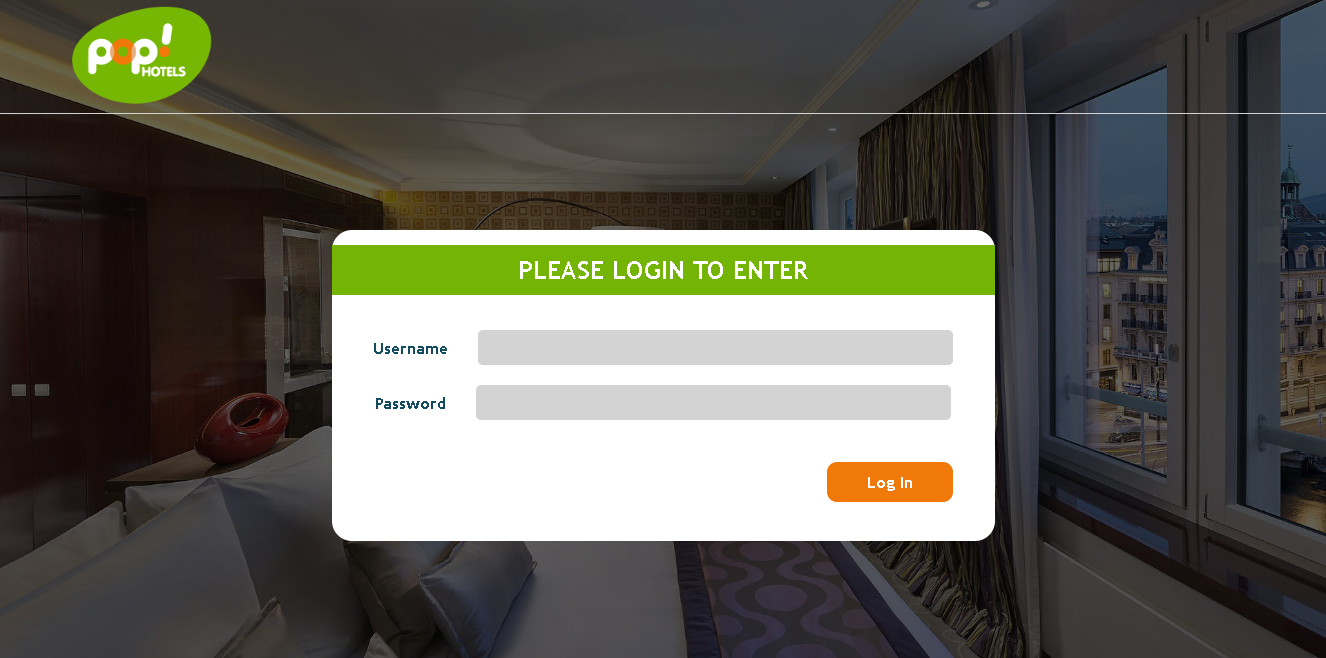 pop!
HOTELS
PLEASE LOGIN TO ENTER
Username
Password
Log In